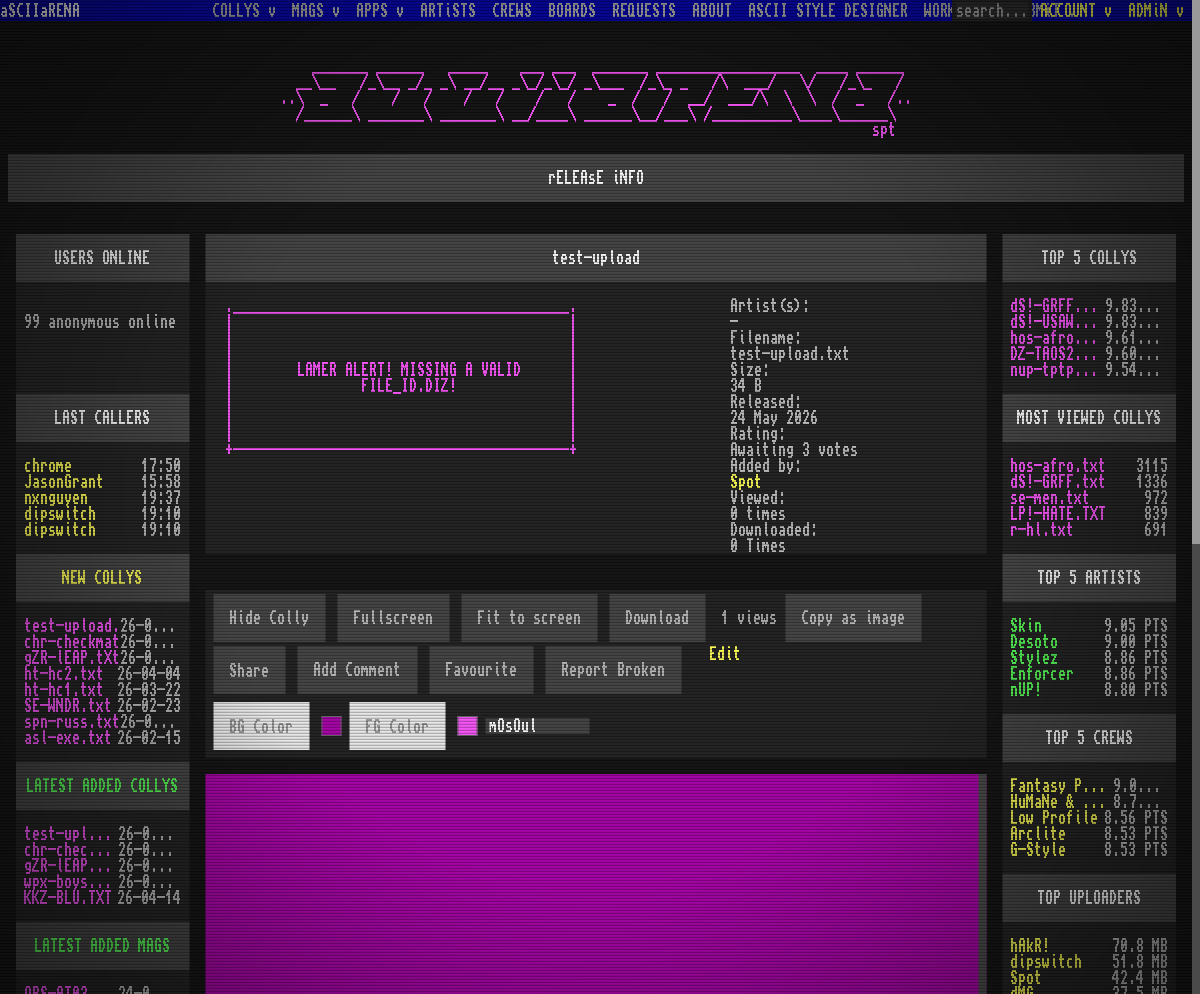 aSCIIaRENA COLLYS v MAGS v APPS v ARTiSTS CREWS BOARDS REQUESTS ABOUT ASCII STYLE DESIGNER search... ACCOUNT v ADMiN v
spt
rELEAsE iNFO
USERS ONLINE
99 anonymous online
LAST CALLERS
chrome 17:50
JasonGrant 15:58
nxnguyen 19:37
dipswitch 19:10
dipswitch 19:10
NEW COLLYS
test-upload. 26-0...
chr-checkmat 26-0...
gZR-lEAP.tXt 26-0...
ht-hc2.txt 26-04-04
ht-hc1.txt 26-03-22
SE-WNDR.txt 26-02-23
spn-russ.txt 26-0...
asl-exe.txt 26-02-15
LATEST ADDED COLLYS
test-upl... 26-0...
chr-chec... 26-0...
gZR-lEAP... 26-0...
wpx-boys... 26-0...
KKZ-BLU.TXT 26-04-14
LATEST ADDED MAGS
test-upload
LAMER ALERT! MISSING A VALID
FILE_ID.DIZ!
Artist(s):
-
Filename:
test-upload.txt
Size:
34 B
Released:
24 May 2026
Rating:
Awaiting 3 votes
Added by:
Spot
Viewed:
0 times
Downloaded:
0 Times
Hide Colly Fullscreen Fit to screen Download 1 views Copy as image
Share Add Comment Favourite Report Broken Edit
BG Color FG Color mOsOul
TOP 5 COLLYS
dS!-GRFF... 9.83...
dS!-USAW... 9.83...
hos-afro... 9.61...
DZ-TAOS2... 9.60...
nup-tptp... 9.54...
MOST VIEWED COLLYS
hos-afro.txt 3115
dS!-GRFF.txt 1336
se-men.txt 972
LP!-HATE.TXT 839
r-hl.txt 691
TOP 5 ARTISTS
Skin 9.05 PTS
Desoto 9.00 PTS
Stylez 8.86 PTS
Enforcer 8.86 PTS
nUP! 8.80 PTS
TOP 5 CREWS
Fantasy P... 9.0...
HuMaNe & ... 8.7...
Low Profile 8.56 PTS
Arclite 8.53 PTS
G-Style 8.53 PTS
TOP UPLOADERS
hAkR! 70.8 MB
dipswitch 51.8 MB
Spot 42.4 MB